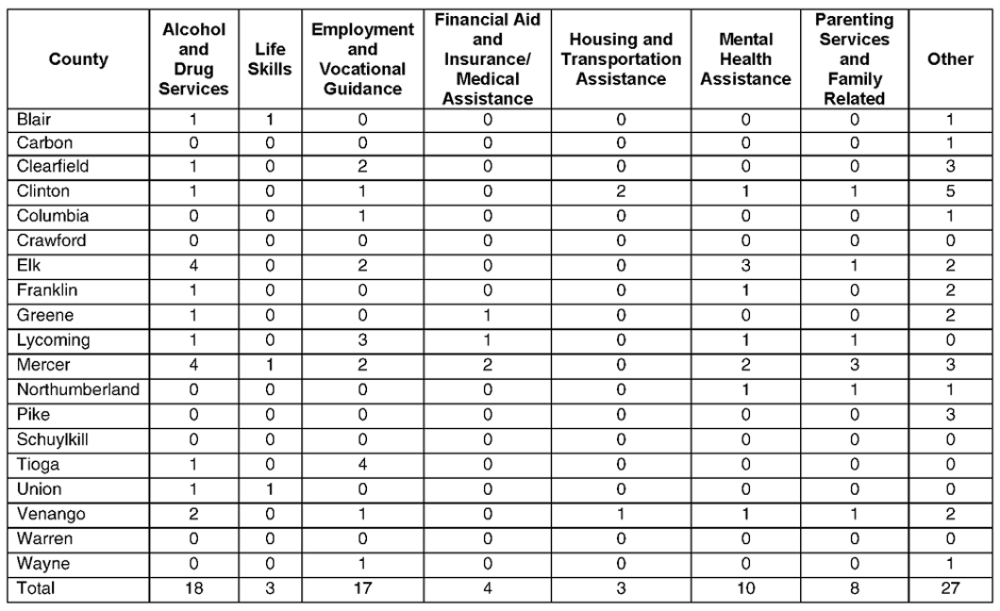 County | Alcohol and Drug Services | Life Skills | Employment and Vocational Guidance | Financial Aid and Insurance/ Medical Assistance | Housing and Transportation Assistance | Mental Health Assistance | Parenting Services and Family Related | Other
Blair | 1 | 1 | 0 | 0 | 0 | 0 | 0 | 1
Carbon | 0 | 0 | 0 | 0 | 0 | 0 | 0 | 1
Clearfield | 1 | 0 | 2 | 0 | 0 | 0 | 0 | 3
Clinton | 1 | 0 | 1 | 0 | 2 | 1 | 1 | 5
Columbia | 0 | 0 | 1 | 0 | 0 | 0 | 0 | 1
Crawford | 0 | 0 | 0 | 0 | 0 | 0 | 0 | 0
Elk | 4 | 0 | 2 | 0 | 0 | 3 | 1 | 2
Franklin | 1 | 0 | 0 | 0 | 0 | 1 | 0 | 2
Greene | 1 | 0 | 0 | 1 | 0 | 0 | 0 | 2
Lycoming | 1 | 0 | 3 | 1 | 0 | 1 | 1 | 0
Mercer | 4 | 1 | 2 | 2 | 0 | 2 | 3 | 3
Northumberland | 0 | 0 | 0 | 0 | 0 | 1 | 1 | 1
Pike | 0 | 0 | 0 | 0 | 0 | 0 | 0 | 3
Schuylkill | 0 | 0 | 0 | 0 | 0 | 0 | 0 | 0
Tioga | 1 | 0 | 4 | 0 | 0 | 0 | 0 | 0
Union | 1 | 1 | 0 | 0 | 0 | 0 | 0 | 0
Venango | 2 | 0 | 1 | 0 | 1 | 1 | 1 | 2
Warren | 0 | 0 | 0 | 0 | 0 | 0 | 0 | 0
Wayne | 0 | 0 | 1 | 0 | 0 | 0 | 0 | 1
Total | 18 | 3 | 17 | 4 | 3 | 10 | 8 | 27